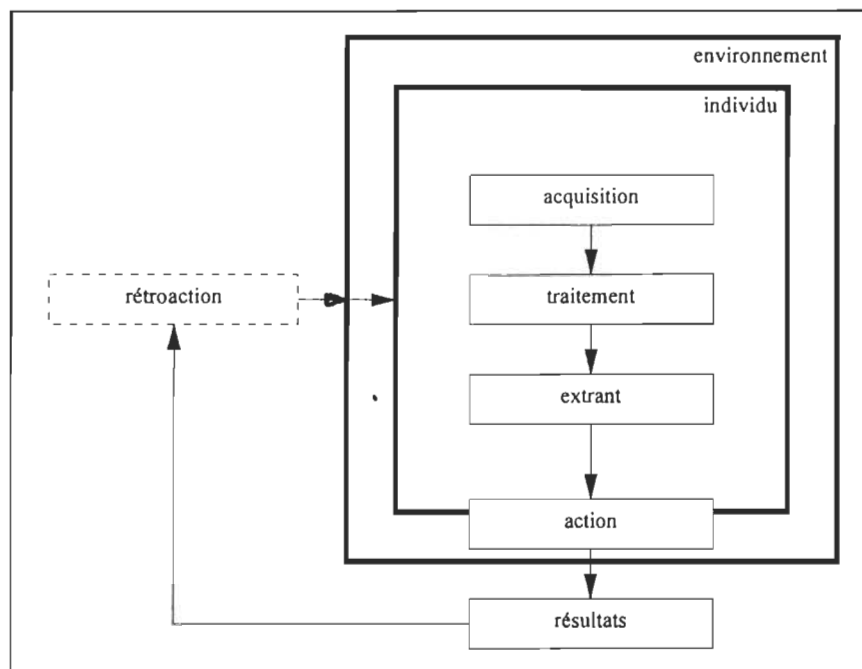 environnement
individu
acquisition
rétroaction
traitement
extrant
action
résultats